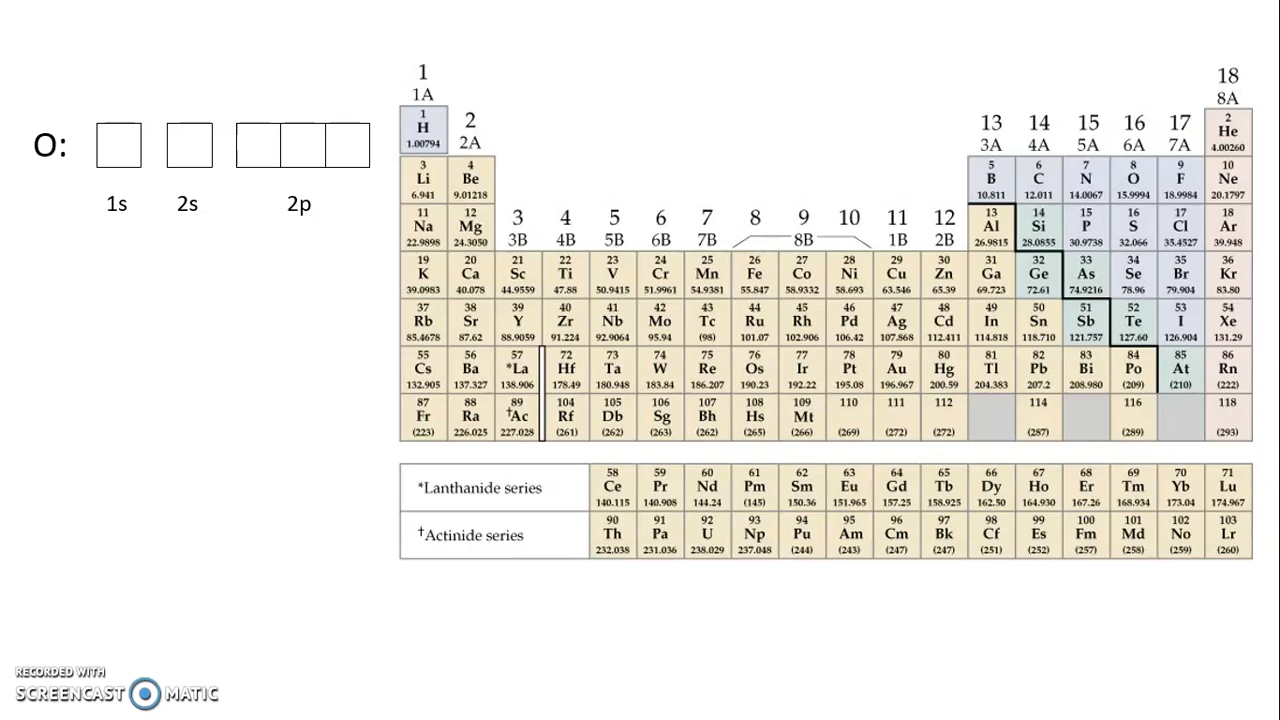 O:
1s 2s 2p
1 18
1A 8A
1 2 13 14 15 16 17 2
H 2A 3A 4A 5A 6A 7A He
1.00794 4.00260
3 4 5 6 7 8 9 10
Li Be B C N O F Ne
6.941 9.01218 10.811 12.011 14.0067 15.9994 18.9984 20.1797
11 12 3 4 5 6 7 8 9 10 11 12 13 14 15 16 17 18
Na Mg 3B 4B 5B 6B 7B 8B 1B 2B Al Si P S Cl Ar
22.9898 24.3050 26.9815 28.0855 30.9738 32.066 35.4527 39.948
19 20 21 22 23 24 25 26 27 28 29 30 31 32 33 34 35 36
K Ca Sc Ti V Cr Mn Fe Co Ni Cu Zn Ga Ge As Se Br Kr
39.0983 40.078 44.9559 47.88 50.9415 51.9961 54.9381 55.847 58.9332 58.693 63.546 65.39 69.723 72.61 74.9216 78.96 79.904 83.80
37 38 39 40 41 42 43 44 45 46 47 48 49 50 51 52 53 54
Rb Sr Y Zr Nb Mo Tc Ru Rh Pd Ag Cd In Sn Sb Te I Xe
85.4678 87.62 88.9059 91.224 92.9064 95.94 (98) 101.07 102.906 106.42 107.868 112.411 114.818 118.710 121.757 127.60 126.904 131.29
55 56 57 72 73 74 75 76 77 78 79 80 81 82 83 84 85 86
Cs Ba *La Hf Ta W Re Os Ir Pt Au Hg Tl Pb Bi Po At Rn
132.905 137.327 138.906 178.49 180.948 183.84 186.207 190.23 192.22 195.08 196.967 200.59 204.383 207.2 208.980 (209) (210) (222)
87 88 89 104 105 106 107 108 109 110 111 112 114 116 118
Fr Ra †Ac Rf Db Sg Bh Hs Mt
(223) 226.025 227.028 (261) (262) (263) (262) (265) (266) (269) (272) (272) (287) (289) (293)
58 59 60 61 62 63 64 65 66 67 68 69 70 71
*Lanthanide series Ce Pr Nd Pm Sm Eu Gd Tb Dy Ho Er Tm Yb Lu
140.115 140.908 144.24 (145) 150.36 151.965 157.25 158.925 162.50 164.930 167.26 168.934 173.04 174.967
90 91 92 93 94 95 96 97 98 99 100 101 102 103
†Actinide series Th Pa U Np Pu Am Cm Bk Cf Es Fm Md No Lr
232.038 231.036 238.029 237.048 (244) (243) (247) (247) (251) (252) (257) (258) (259) (260)
RECORDED WITH
SCREENCAST MATIC